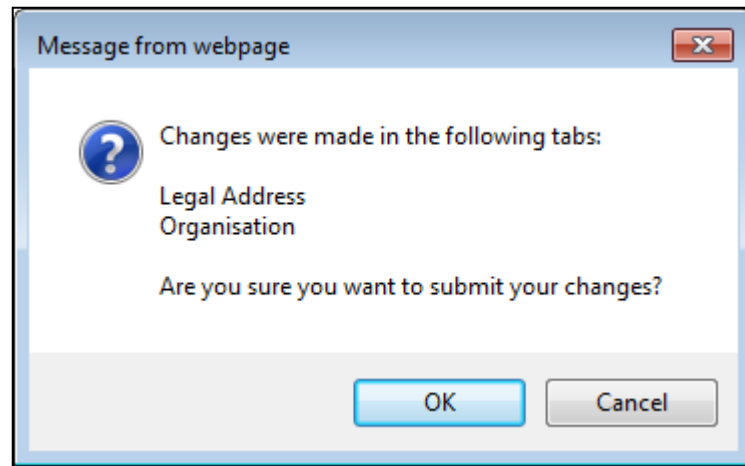 Message from webpage
Changes were made in the following tabs:
Legal Address
Organisation
Are you sure you want to submit your changes?
OK
Cancel